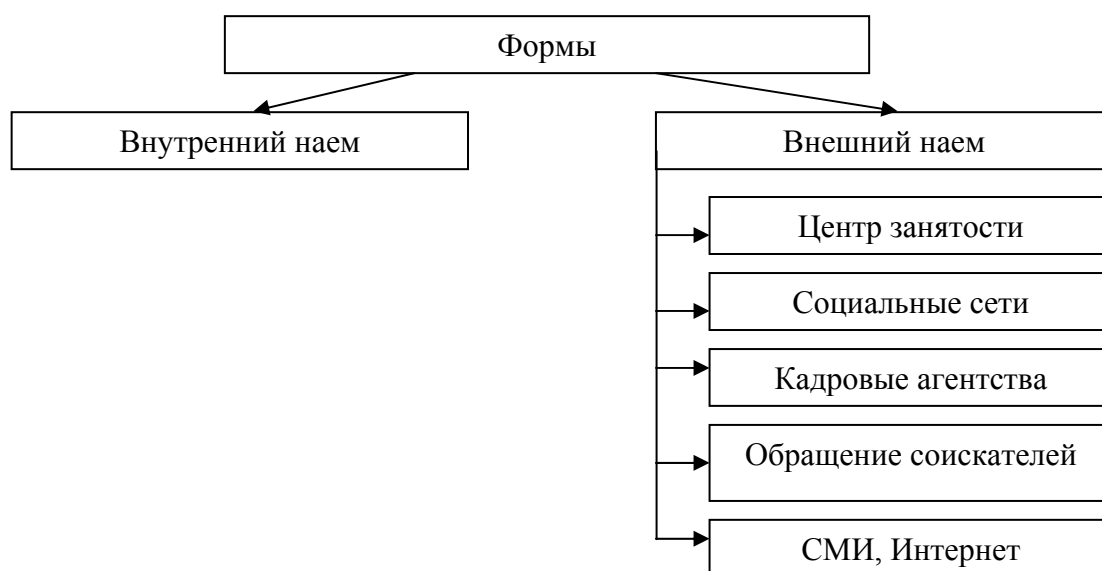 Формы
Внутренний наем
Внешний наем
Центр занятости
Социальные сети
Кадровые агентства
Обращение соискателей
СМИ, Интернет